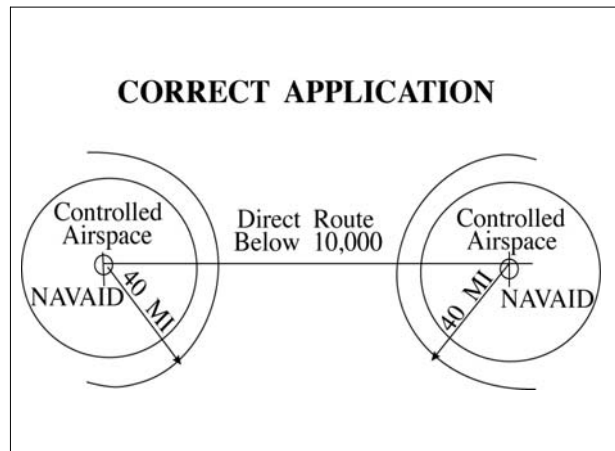 CORRECT APPLICATION
Controlled
Airspace
NAVAID
40 MI
Direct Route
Below 10,000
Controlled
Airspace
NAVAID
40 MI